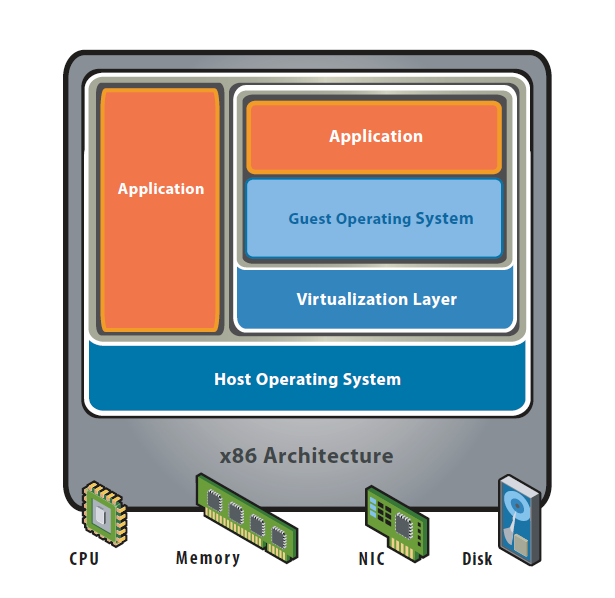 Application
Application
Guest Operating System
Virtualization Layer
Host Operating System
x86 Architecture
CPU
Memory
NIC
Disk